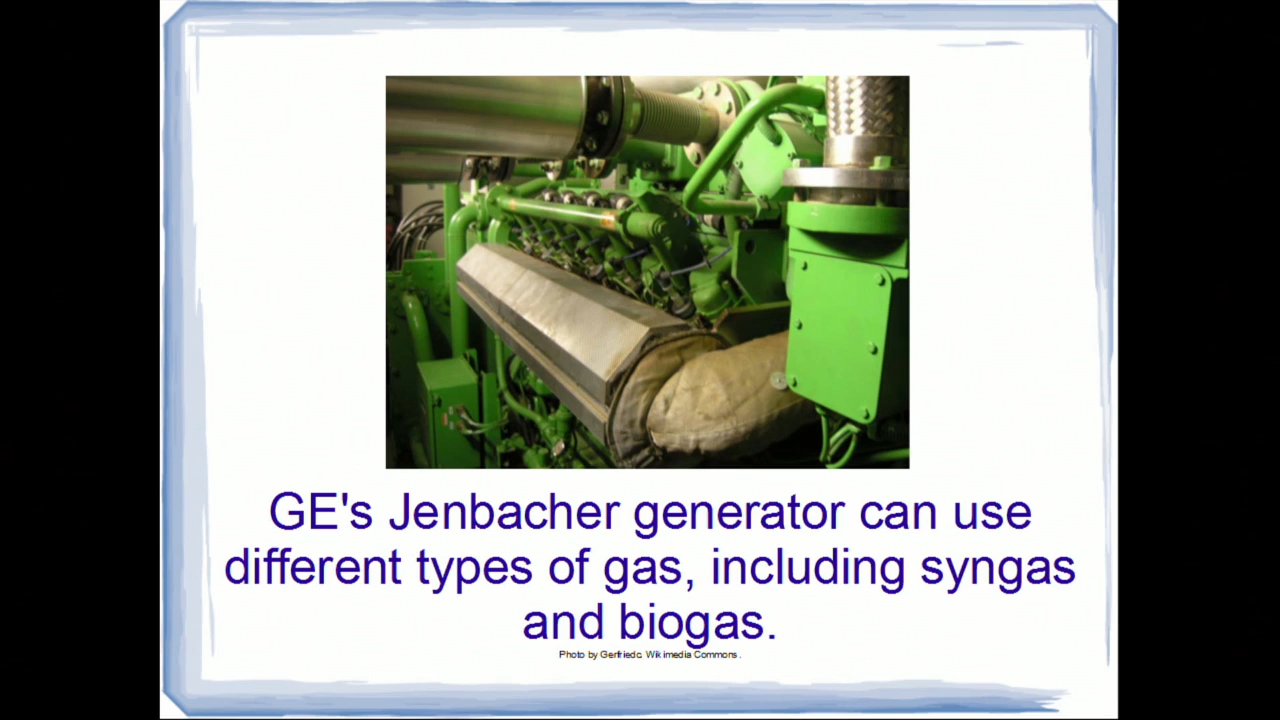 GE's Jenbacher generator can use
different types of gas, including syngas
and biogas.
Photo by Gerfriedc. Wikimedia Commons.